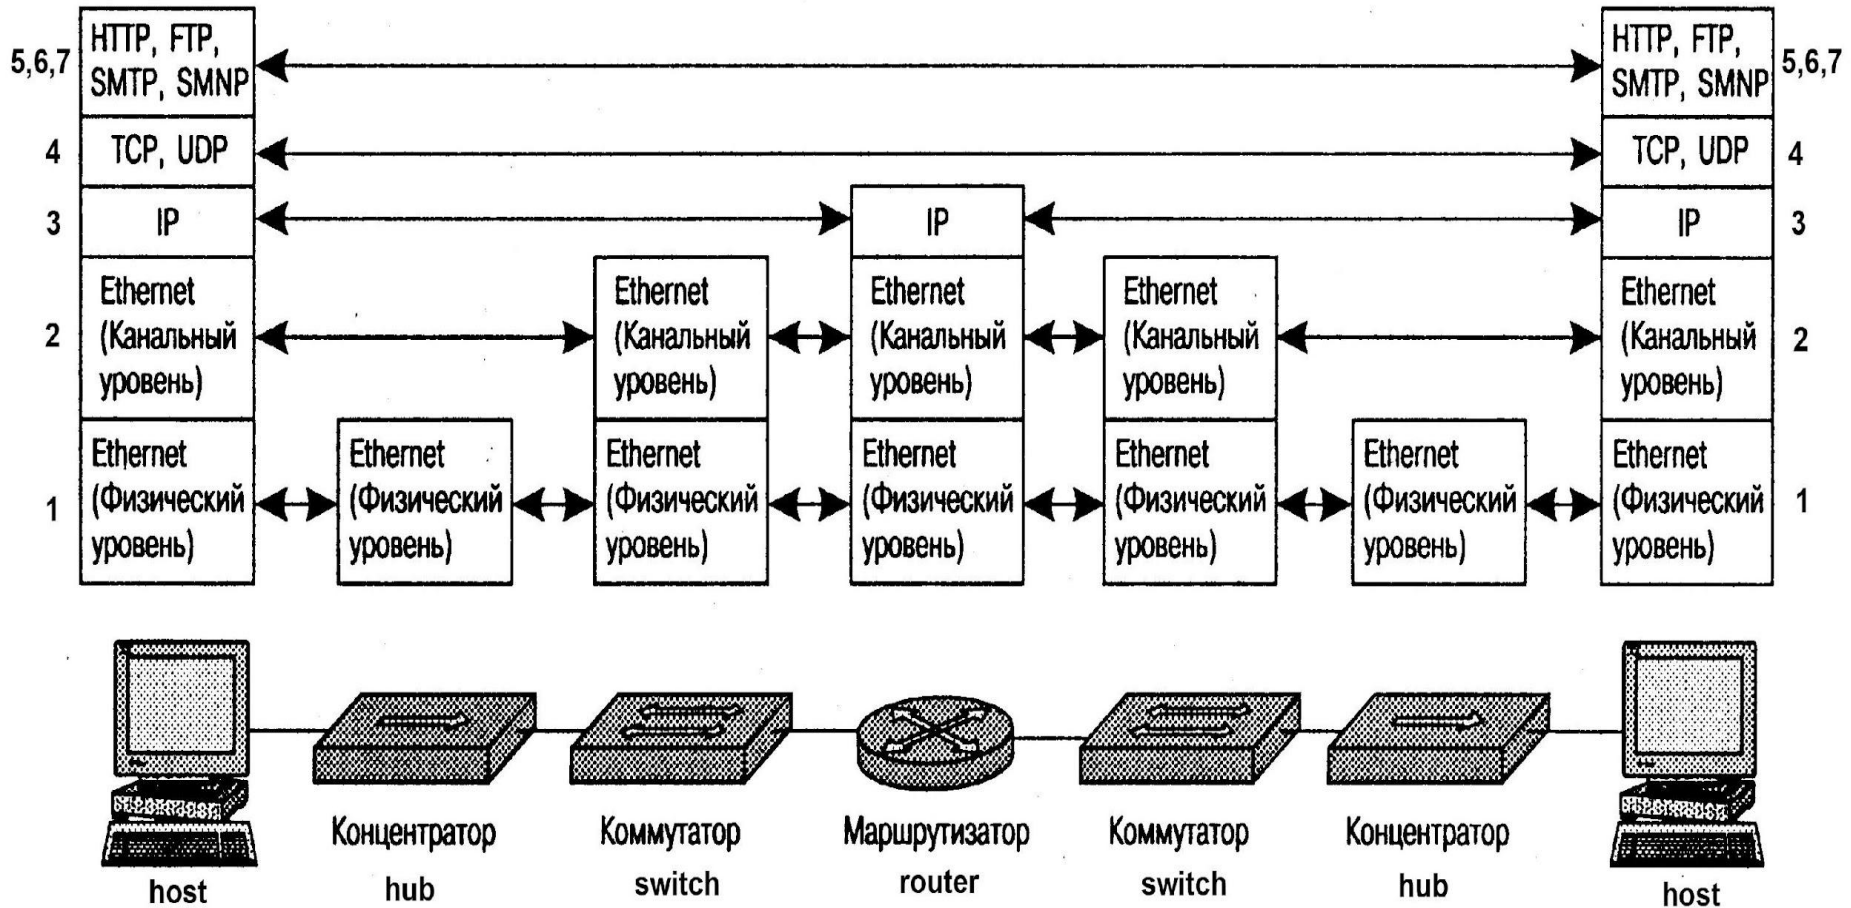 5,6,7
HTTP, FTP,
SMTP, SMNP
HTTP, FTP,
SMTP, SMNP
5,6,7
4
TCP, UDP
TCP, UDP
4
3
IP
IP
IP
3
2
Ethernet
(Канальный
уровень)
Ethernet
(Канальный
уровень)
Ethernet
(Канальный
уровень)
Ethernet
(Канальный
уровень)
Ethernet
(Канальный
уровень)
2
1
Ethernet
(Физический
уровень)
Ethernet
(Физический
уровень)
Ethernet
(Физический
уровень)
Ethernet
(Физический
уровень)
Ethernet
(Физический
уровень)
Ethernet
(Физический
уровень)
Ethernet
(Физический
уровень)
1
host
Концентратор
hub
Коммутатор
switch
Маршрутизатор
router
Коммутатор
switch
Концентратор
hub
host